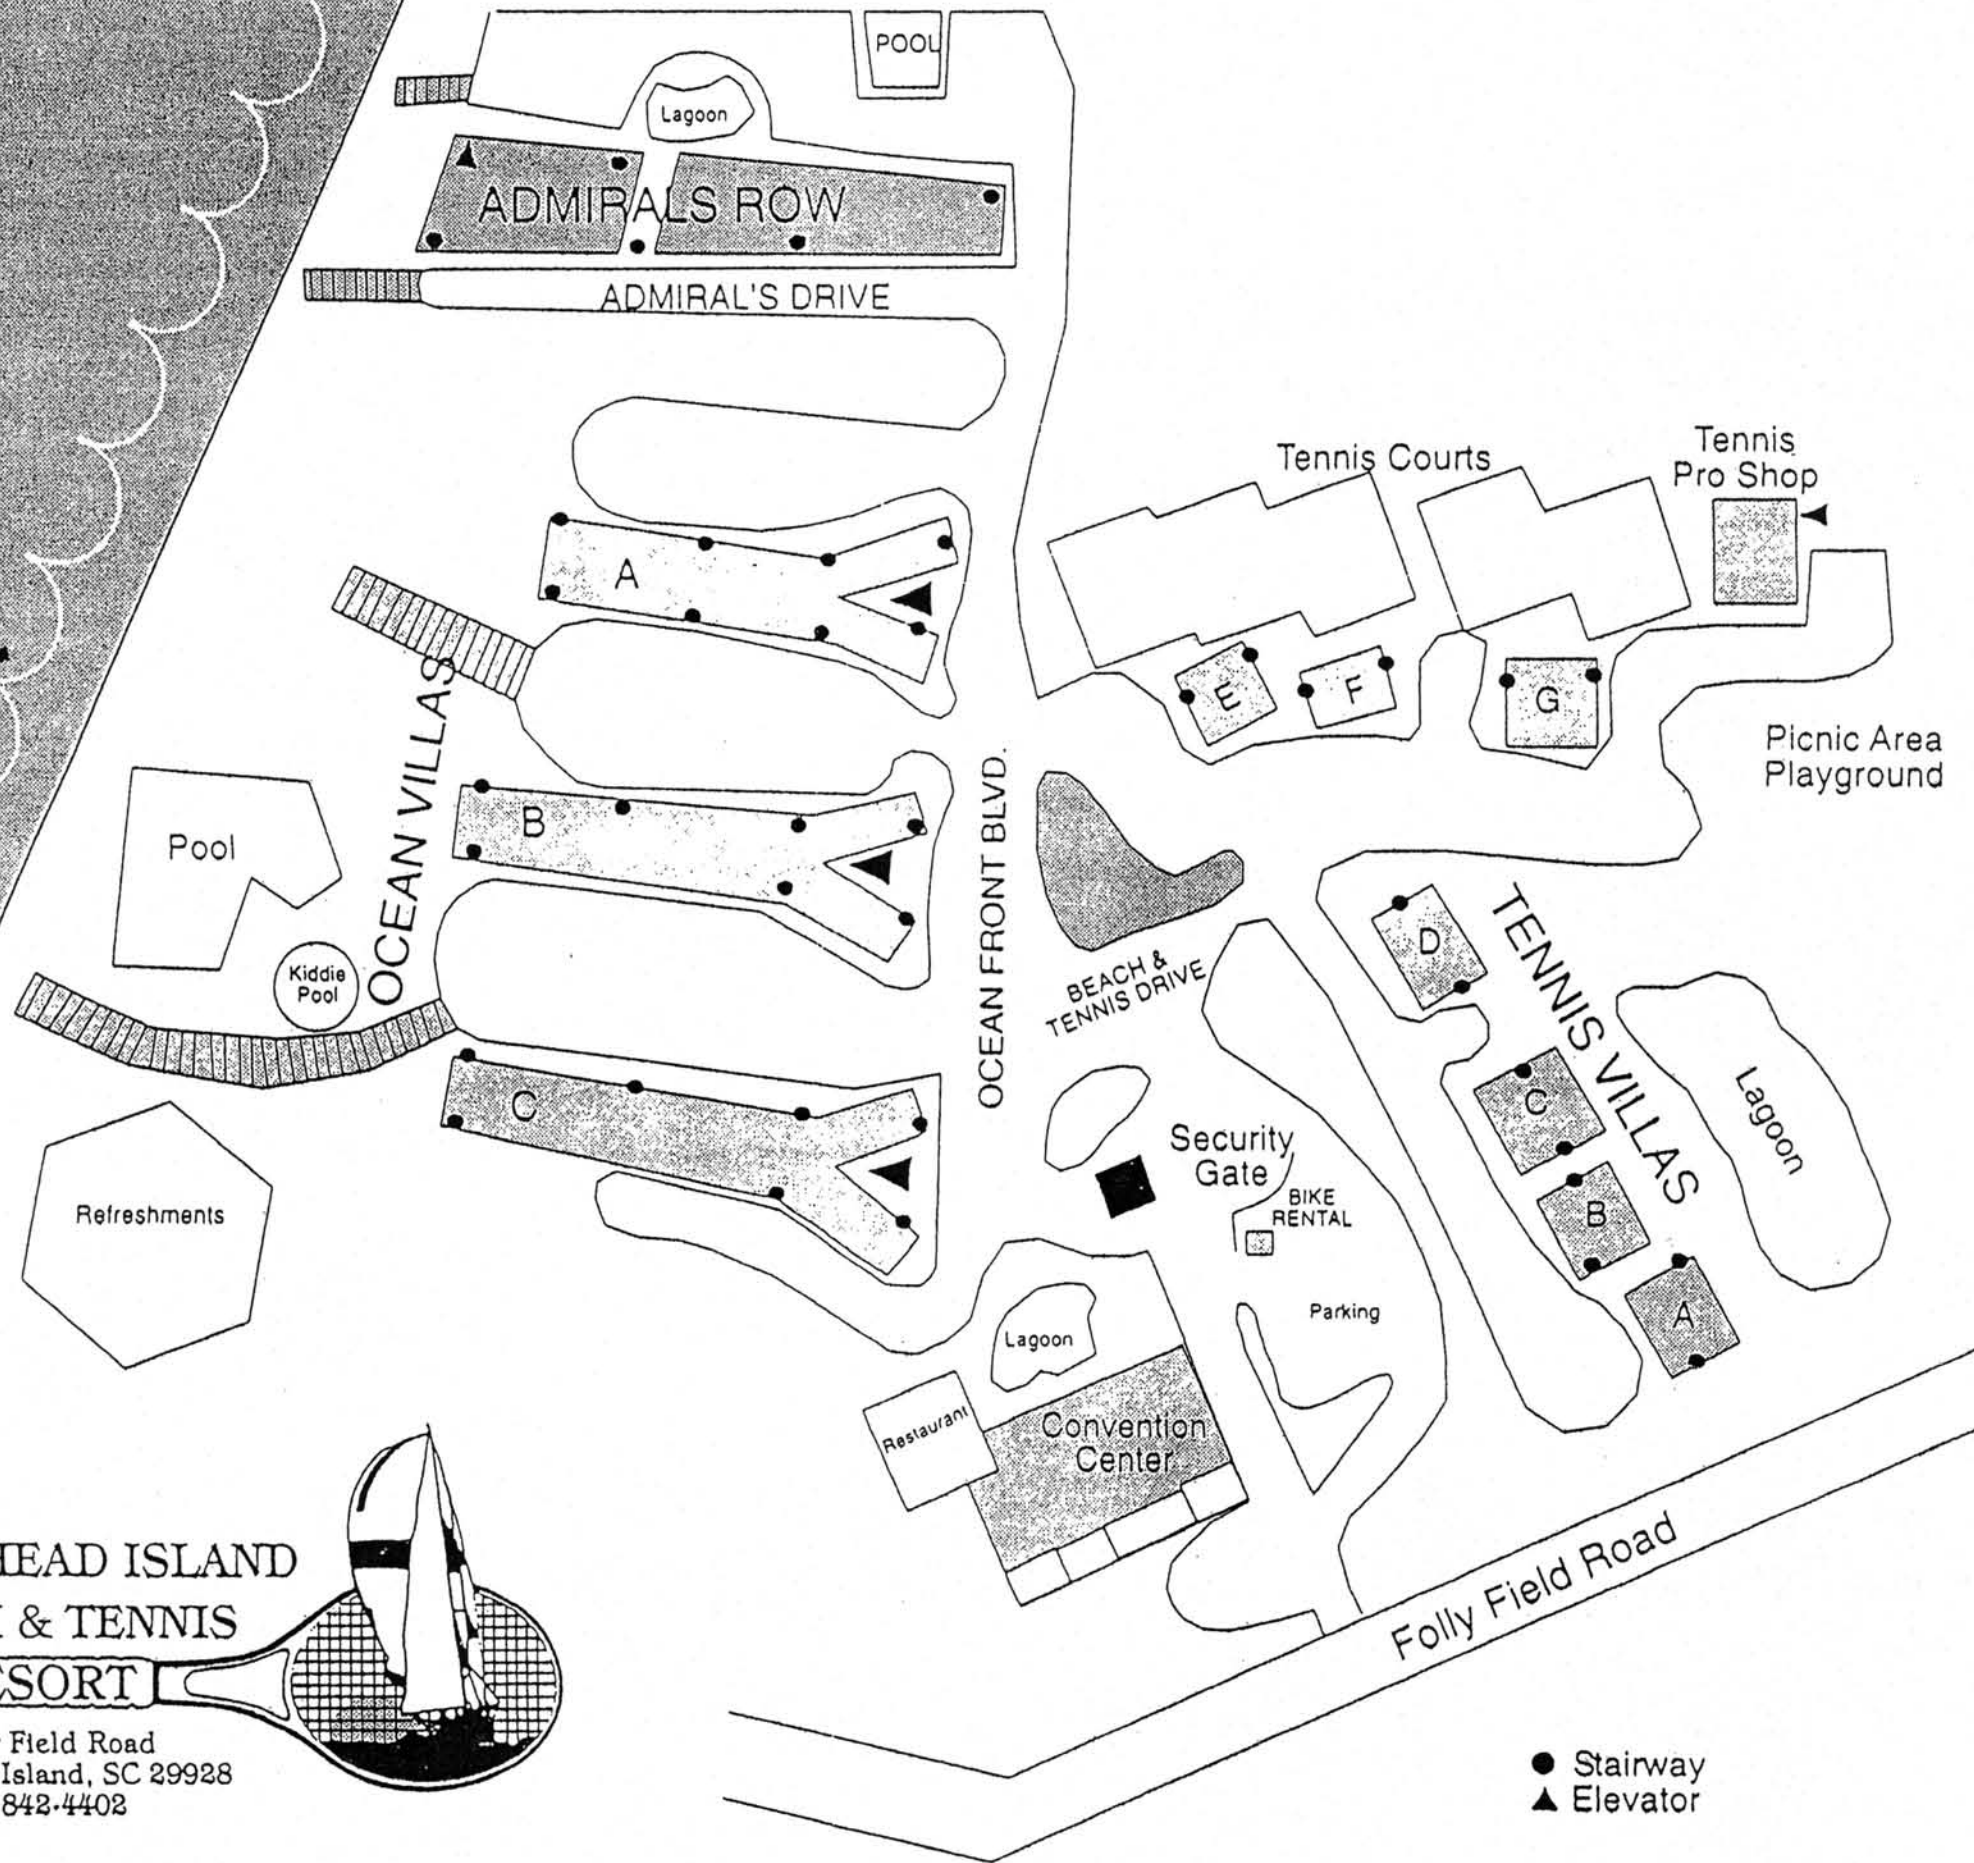 POOL
Lagoon
ADMIRALS ROW
ADMIRAL'S DRIVE
Tennis Courts
Tennis
Pro Shop
A
E
F
G
Picnic Area
Playground
OCEAN VILLAS
Pool
B
OCEAN FRONT BLVD.
Kiddie
Pool
BEACH &
TENNIS DRIVE
D
TENNIS VILLAS
C
C
Lagoon
Security
Gate
BIKE
RENTAL
B
Refreshments
A
Parking
Lagoon
Restaurant
Convention
Center
Folly Field Road
HEAD ISLAND
& TENNIS
ESORT
Field Road
Island, SC 29928
842-4402
Stairway
Elevator